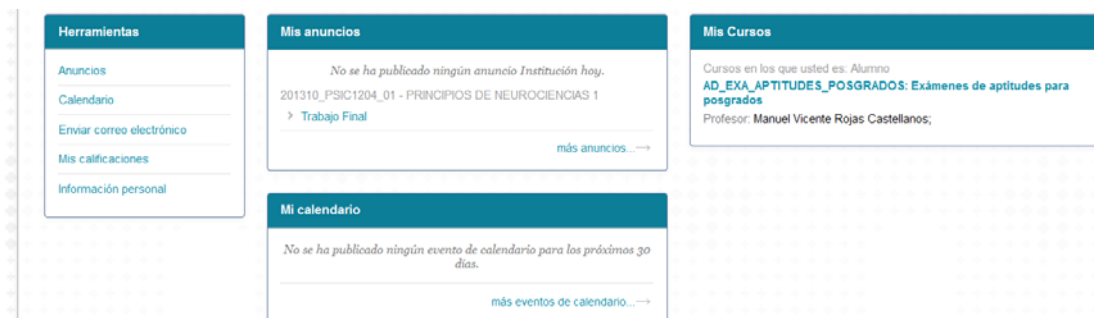 Herramientas
Anuncios
Calendario
Enviar correo electrónico
Mis calificaciones
Información personal
Mis anuncios
No se ha publicado ningún anuncio Institución hoy.
201310_PSIC1204_01 - PRINCIPIOS DE NEUROCIENCIAS 1
> Trabajo Final
más anuncios...→
Mi calendario
No se ha publicado ningún evento de calendario para los próximos 30
días.
más eventos de calendario...→
Mis Cursos
Cursos en los que usted es: Alumno
AD_EXA_APTITUDES_POSGRADOS: Exámenes de aptitudes para
posgrados
Profesor: Manuel Vicente Rojas Castellanos;